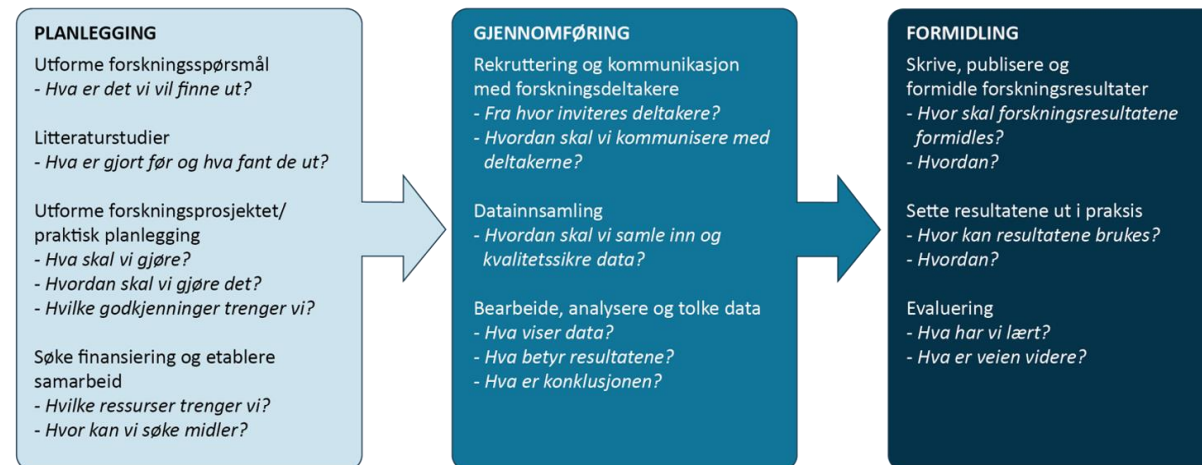 PLANLEGGING
Utforme forskningsspørsmål
- Hva er det vi vil finne ut?
Litteraturstudier
- Hva er gjort før og hva fant de ut?
Utforme forskningsprosjektet/
praktisk planlegging
- Hva skal vi gjøre?
- Hvordan skal vi gjøre det?
- Hvilke godkjenninger trenger vi?
Søke finansiering og etablere
samarbeid
- Hvilke ressurser trenger vi?
- Hvor kan vi søke midler?
GJENNOMFØRING
Rekruttering og kommunikasjon
med forskningsdeltakere
- Fra hvor inviteres deltakere?
- Hvordan skal vi kommunisere med
deltakerne?
Datainnsamling
- Hvordan skal vi samle inn og
kvalitetssikre data?
Bearbeide, analysere og tolke data
- Hva viser data?
- Hva betyr resultatene?
- Hva er konklusjonen?
FORMIDLING
Skrive, publisere og
formidle forskningsresultater
- Hvor skal forskningsresultatene
formidles?
- Hvordan?
Sette resultatene ut i praksis
- Hvor kan resultatene brukes?
- Hvordan?
Evaluering
- Hva har vi lært?
- Hva er veien videre?